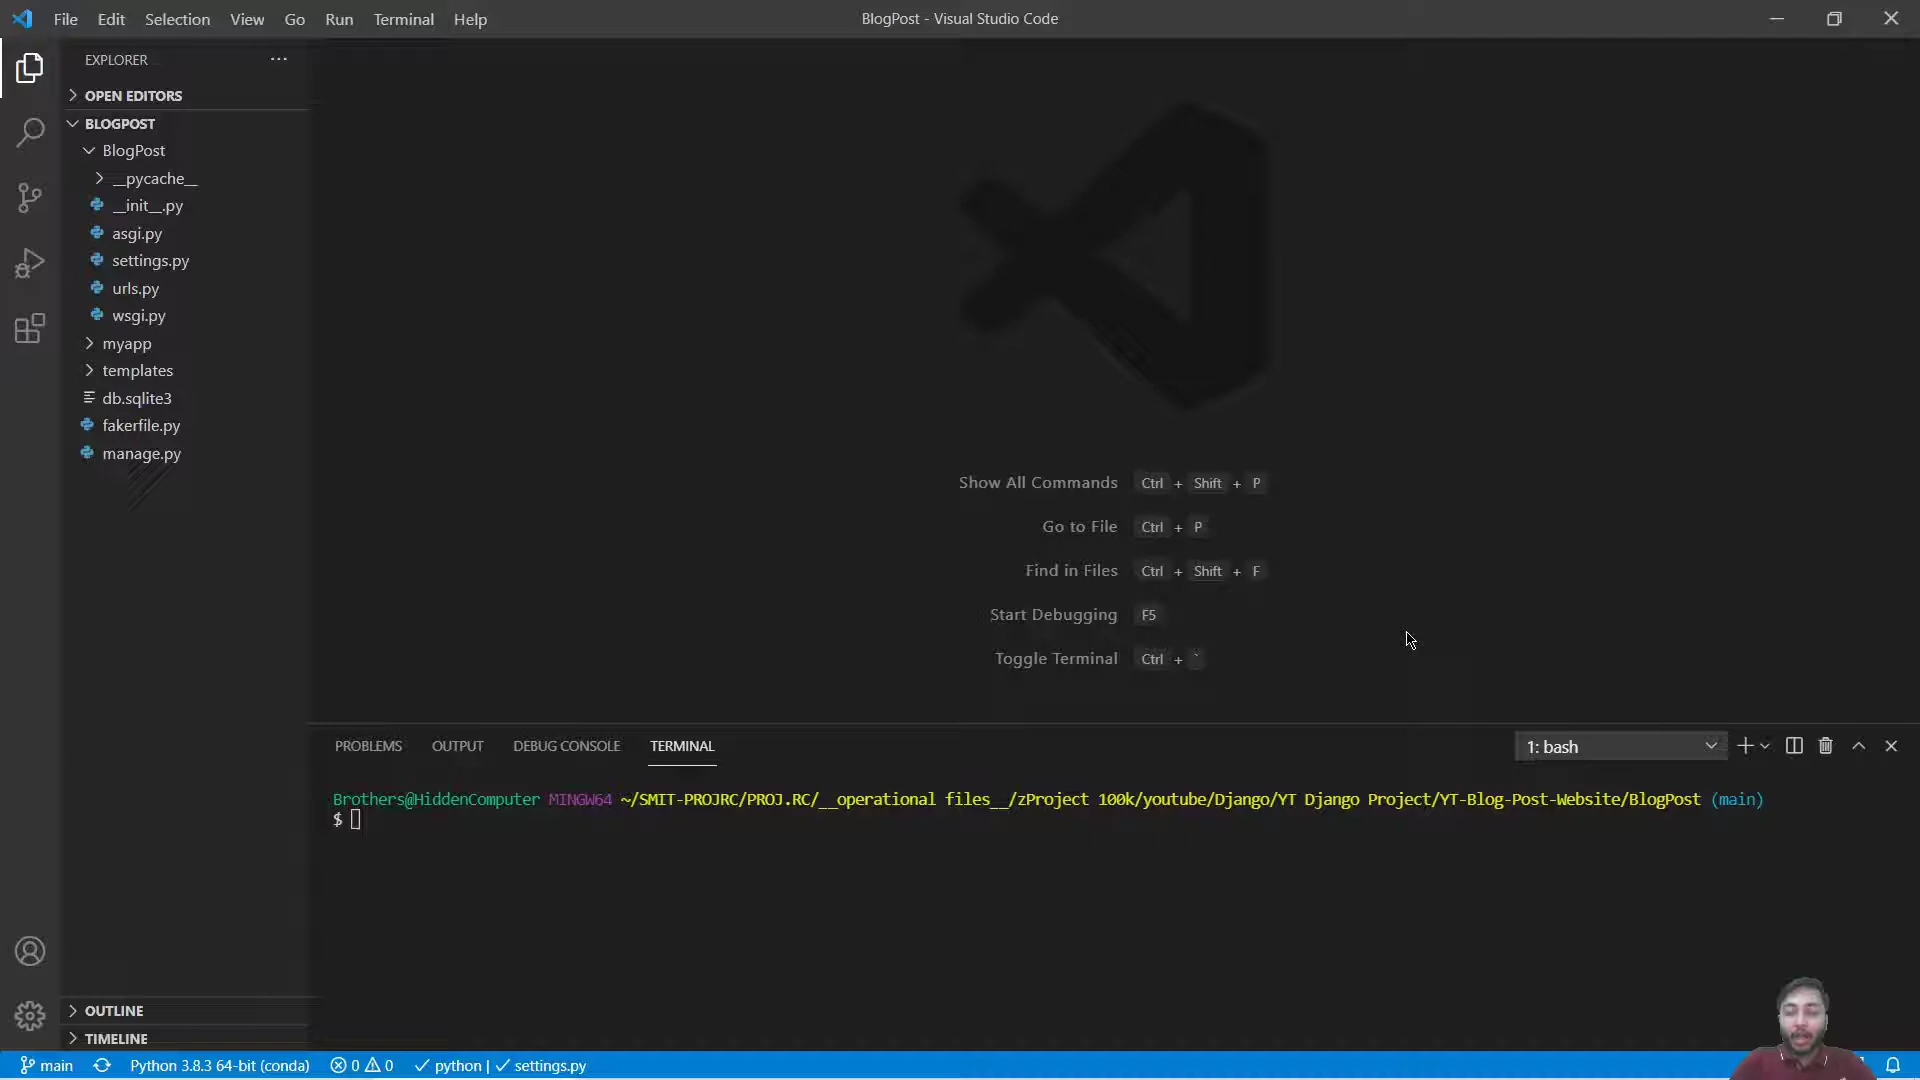 File Edit Selection View Go Run Terminal Help
BlogPost - Visual Studio Code
EXPLORER
OPEN EDITORS
BLOGPOST
BlogPost
__pycache__
__init__.py
asgi.py
settings.py
urls.py
wsgi.py
myapp
templates
db.sqlite3
fakerfile.py
manage.py
OUTLINE
TIMELINE
Show All Commands Ctrl + Shift + P
Go to File Ctrl + P
Find in Files Ctrl + Shift + F
Start Debugging F5
Toggle Terminal Ctrl + `
PROBLEMS OUTPUT DEBUG CONSOLE TERMINAL
1: bash
Brothers@HiddenComputer MINGW64 ~/SMIT-PROJRC/PROJ.RC/__operational files__/zProject 100k/youtube/Django/YT Django Project/YT-Blog-Post-Website/BlogPost (main)
$
main Python 3.8.3 64-bit (conda) 0 0 python | settings.py